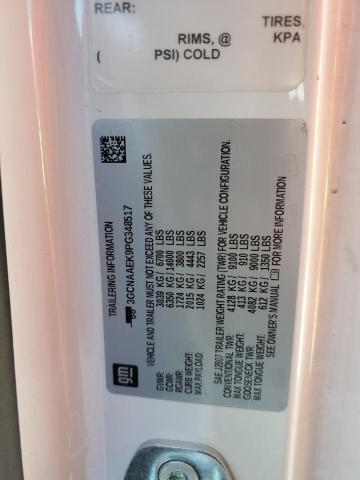 REAR:
TIRES,
RIMS, @ KPA
( PSI) COLD
TRAILERING INFORMATION
3GCNAAEK9PG348517
VEHICLE AND TRAILER MUST NOT EXCEED ANY OF THESE VALUES.
GVWR: 3039 KG / 6700 LBS
GCWR: 6350 KG / 14000 LBS
RGAWR: 1724 KG / 3800 LBS
CURB WEIGHT: 2015 KG / 4443 LBS
MAX PAYLOAD: 1024 KG / 2257 LBS
SAE J2807 TRAILER WEIGHT RATING (TWR) FOR VEHICLE CONFIGURATION.
CONVENTIONAL TWR: 4128 KG / 9100 LBS
MAX TONGUE WEIGHT: 413 KG / 910 LBS
GOOSENECK TWR: 4082 KG / 9000 LBS
MAX TONGUE WEIGHT: 612 KG / 1350 LBS
SEE OWNER'S MANUAL FOR MORE INFORMATION
gm